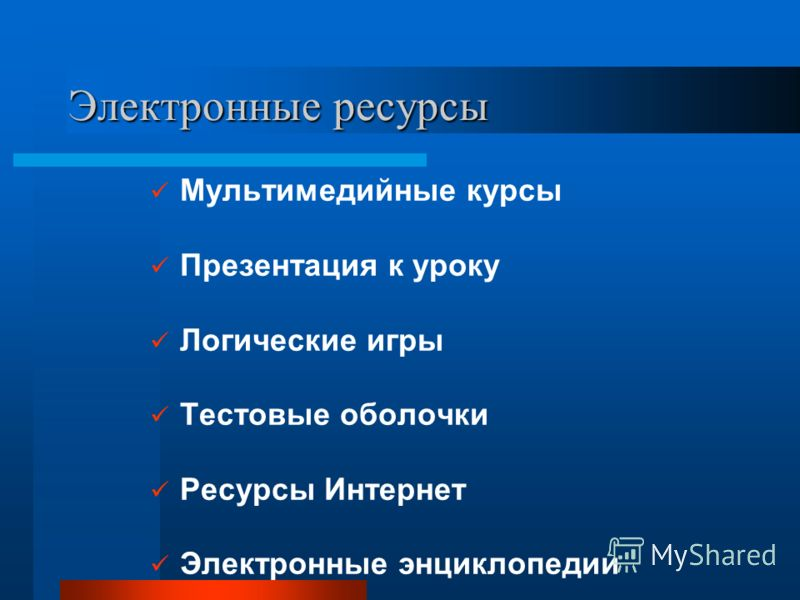 Электронные ресурсы
Мультимедийные курсы
Презентация к уроку
Логические игры
Тестовые оболочки
Ресурсы Интернет
Электронные энциклопедии
MyShared